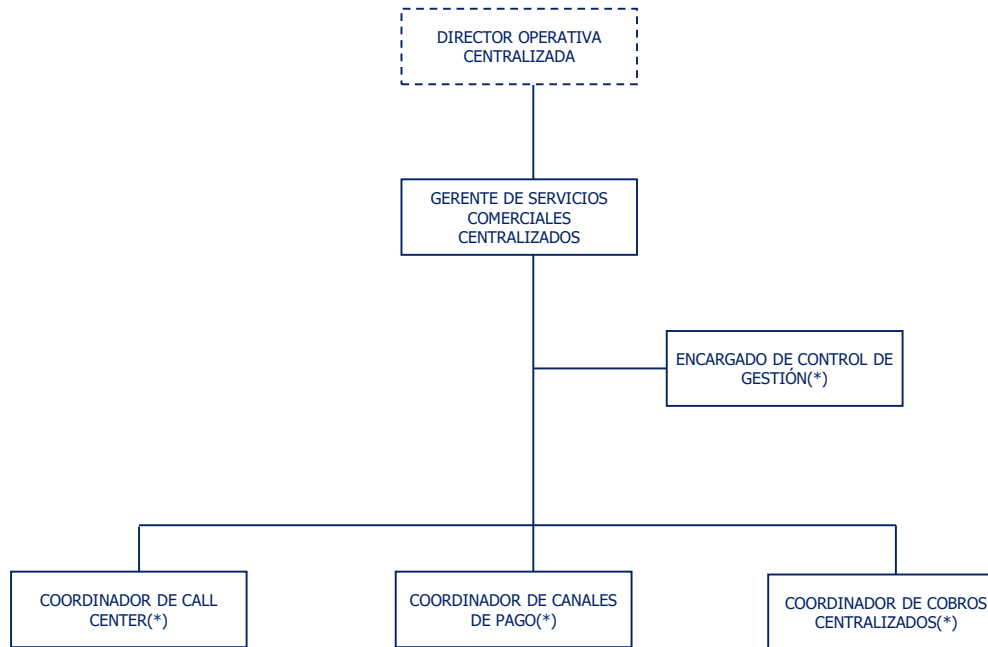 DIRECTOR OPERATIVA
CENTRALIZADA
GERENTE DE SERVICIOS
COMERCIALES
CENTRALIZADOS
ENCARGADO DE CONTROL DE
GESTIÓN(*)
COORDINADOR DE CALL
CENTER(*)
COORDINADOR DE CANALES
DE PAGO(*)
COORDINADOR DE COBROS
CENTRALIZADOS(*)